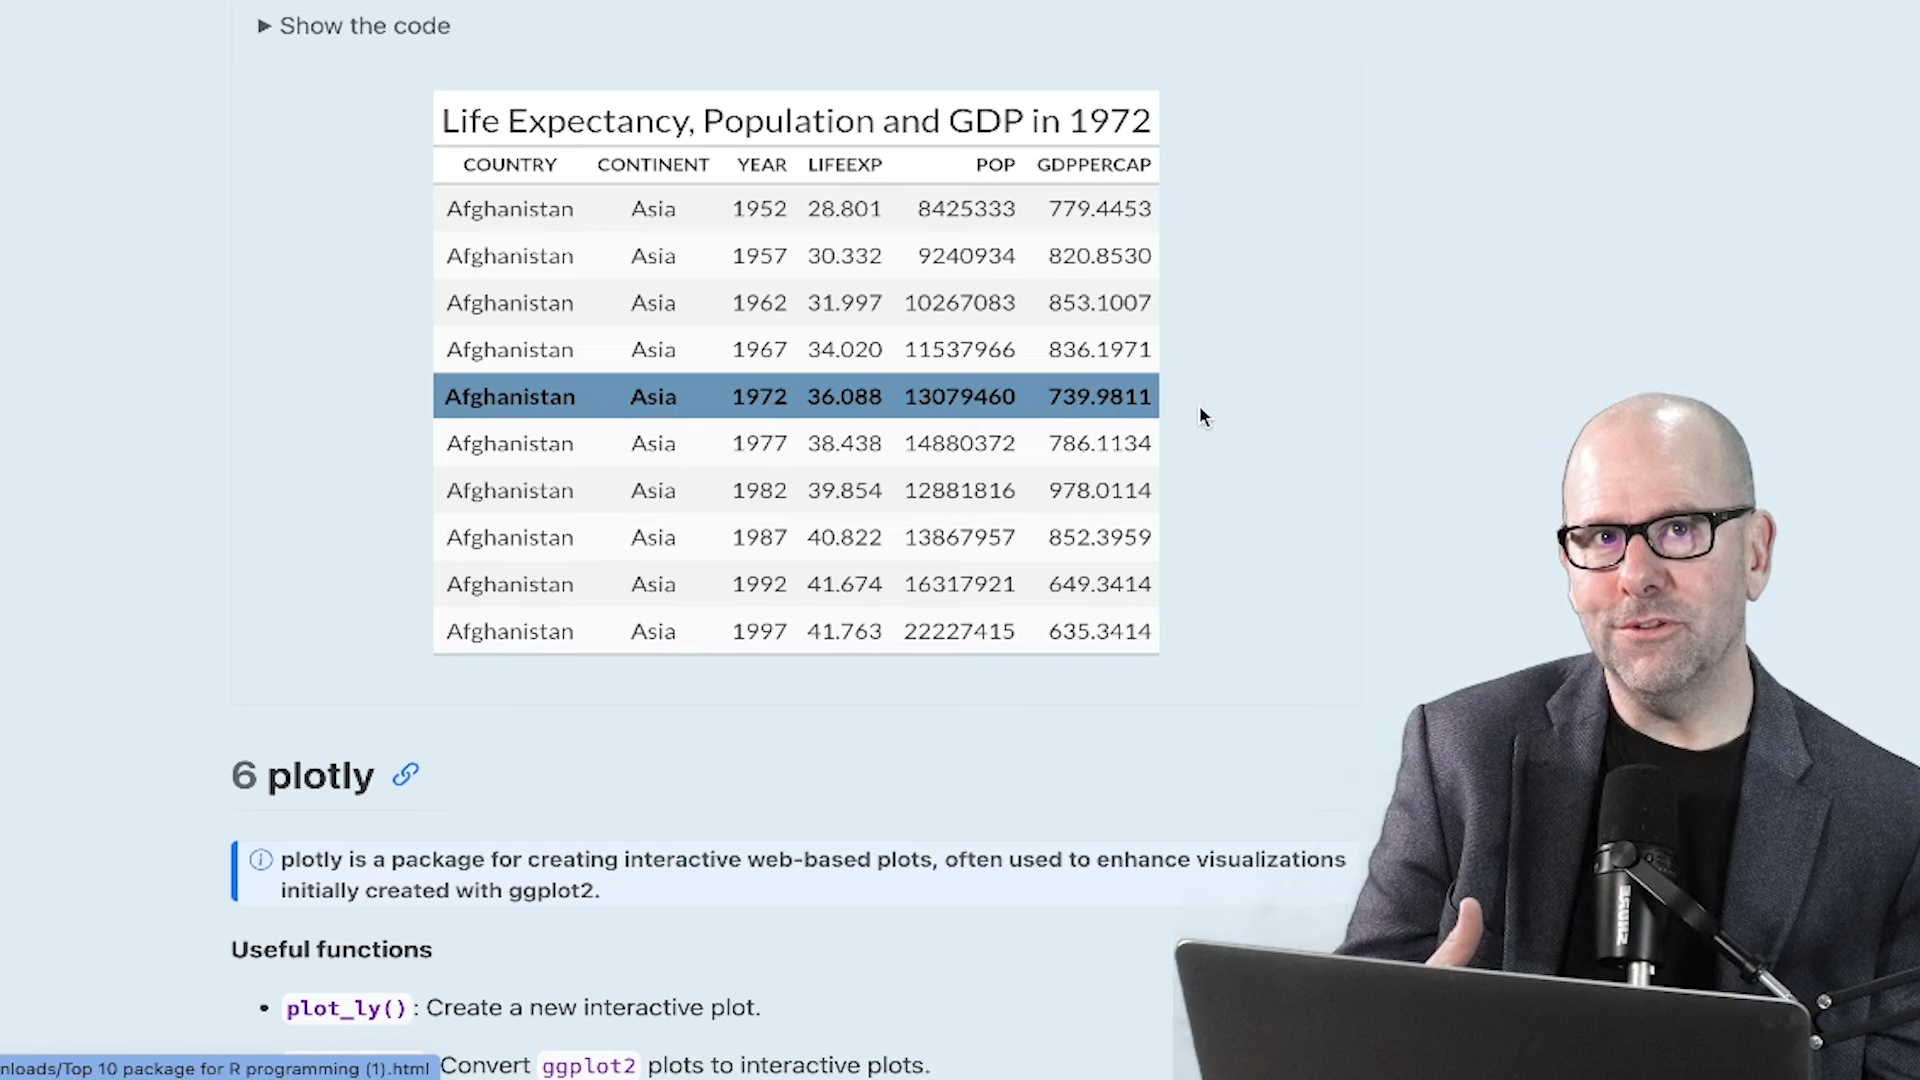 ▶ Show the code
Life Expectancy, Population and GDP in 1972
COUNTRY CONTINENT YEAR LIFEEXP POP GDPPERCAP
Afghanistan Asia 1952 28.801 8425333 779.4453
Afghanistan Asia 1957 30.332 9240934 820.8530
Afghanistan Asia 1962 31.997 10267083 853.1007
Afghanistan Asia 1967 34.020 11537966 836.1971
Afghanistan Asia 1972 36.088 13079460 739.9811
Afghanistan Asia 1977 38.438 14880372 786.1134
Afghanistan Asia 1982 39.854 12881816 978.0114
Afghanistan Asia 1987 40.822 13867957 852.3959
Afghanistan Asia 1992 41.674 16317921 649.3414
Afghanistan Asia 1997 41.763 22227415 635.3414
6 plotly
plotly is a package for creating interactive web-based plots, often used to enhance visualizations
initially created with ggplot2.
Useful functions
• plot_ly(): Create a new interactive plot.
Convert ggplot2 plots to interactive plots.
nloads/Top 10 package for R programming (1).html